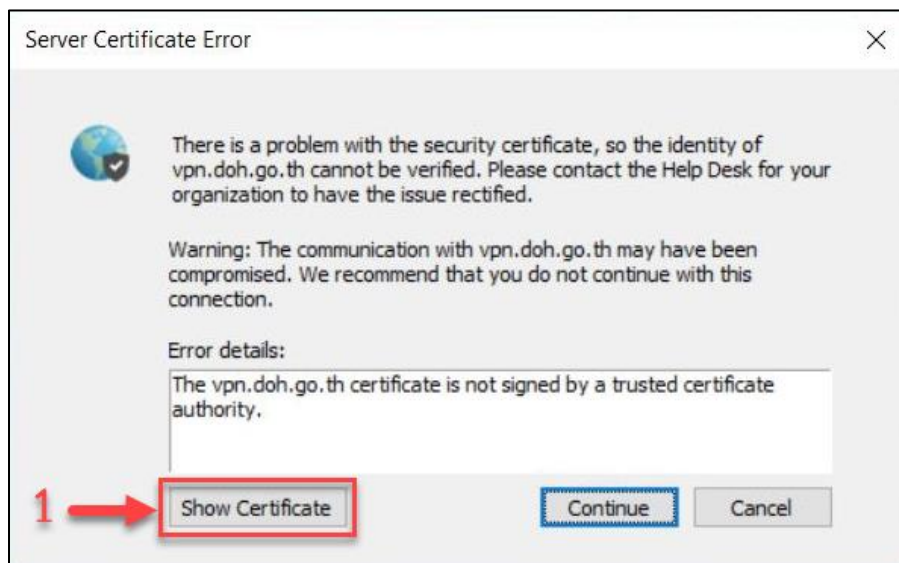 Server Certificate Error
There is a problem with the security certificate, so the identity of
vpn.doh.go.th cannot be verified. Please contact the Help Desk for your
organization to have the issue rectified.
Warning: The communication with vpn.doh.go.th may have been
compromised. We recommend that you do not continue with this
connection.
Error details:
The vpn.doh.go.th certificate is not signed by a trusted certificate
authority.
1 Show Certificate Continue Cancel